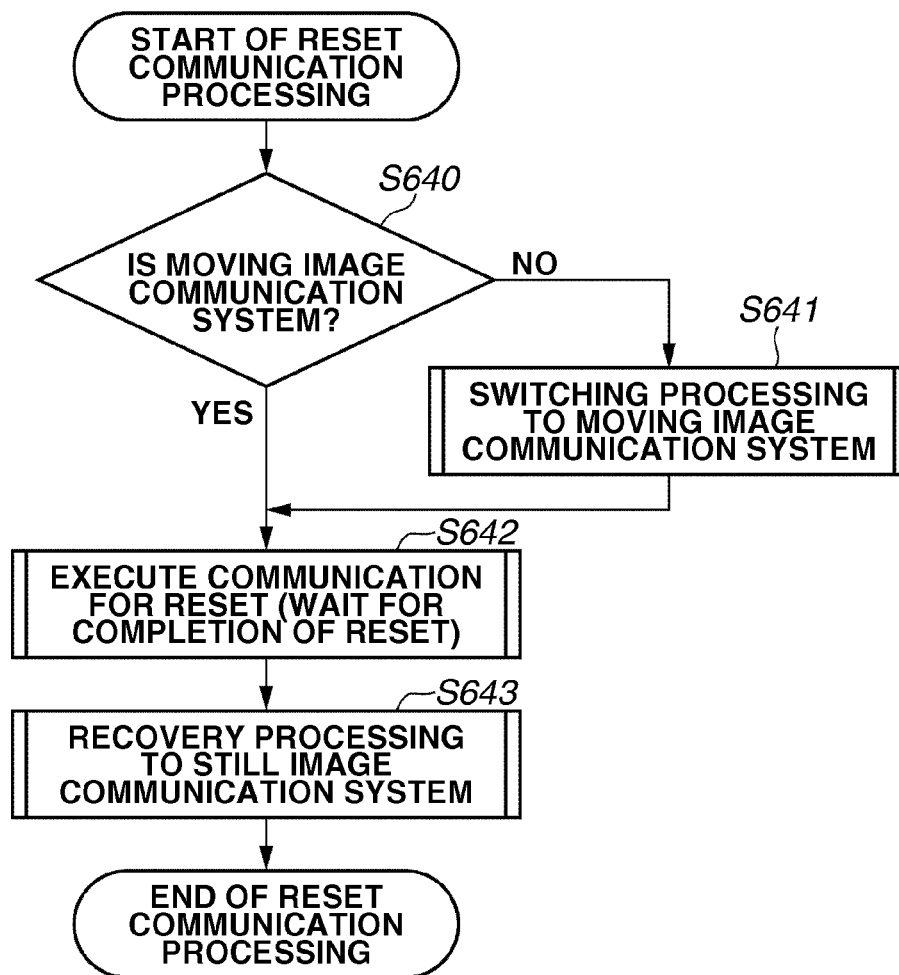 START OF RESET
COMMUNICATION
PROCESSING
S640
IS MOVING IMAGE
COMMUNICATION
SYSTEM?
NO
S641
YES
SWITCHING PROCESSING
TO MOVING IMAGE
COMMUNICATION SYSTEM
S642
EXECUTE COMMUNICATION
FOR RESET (WAIT FOR
COMPLETION OF RESET)
S643
RECOVERY PROCESSING
TO STILL IMAGE
COMMUNICATION SYSTEM
END OF RESET
COMMUNICATION
PROCESSING